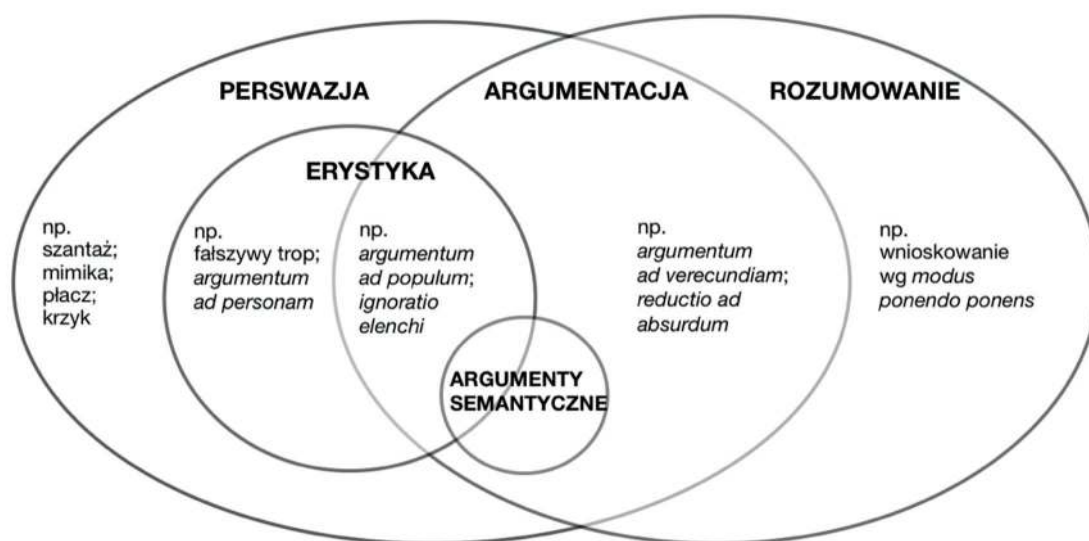 PERSWAZJA
ARGUMENTACJA
ROZUMOWANIE
ERYSTYKA
np.
szantaż;
mimika;
płacz;
krzyk
np.
fałszywy trop;
argumentum
ad personam
np.
argumentum
ad populum;
ignoratio
elenchi
np.
argumentum
ad verecundiam;
reductio ad
absurdum
np.
wnioskowanie
wg modus
ponendo ponens
ARGUMENTY
SEMANTYCZNE